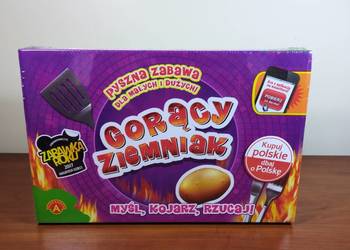 PYSZNA ZABAWA
DLA MAŁYCH I DUŻYCH!
GORĄCY
ZIEMNIAK
ZABAWKA
ROKU
Kupuj
polskie
dbaj
o Polskę
A
MYŚL, KOJARZ, RZUCAJ!